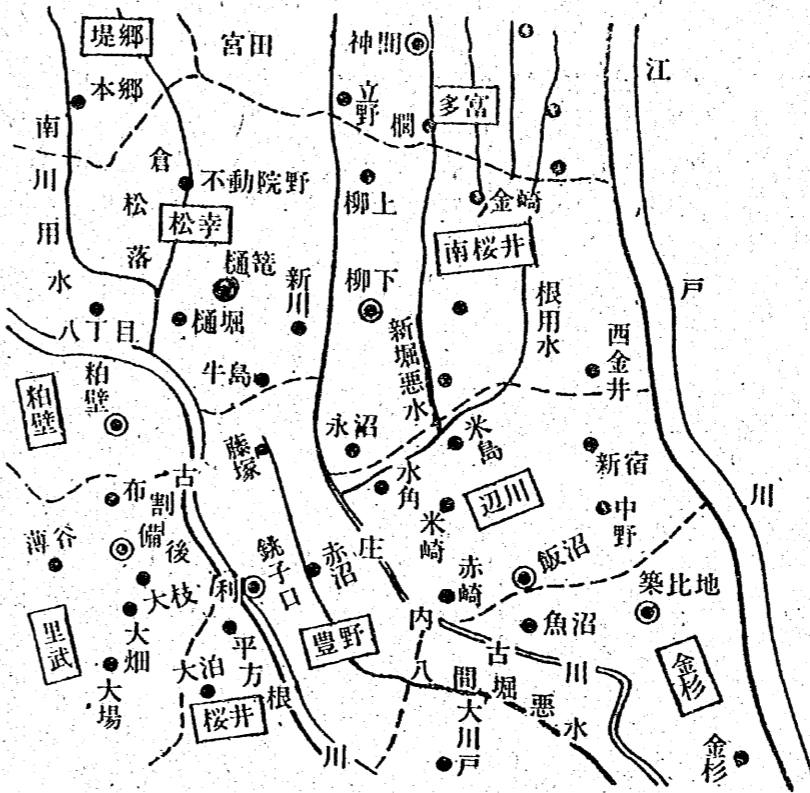 堤郷
宮田
神間
江
本郷
立野
椚
多富
南川用水
倉松落
不動院野
柳上
金崎
松幸
南桜井
樋篭
新川
柳下
根用水
戸
八丁目
樋堀
新堀悪水
西金井
粕壁
粕壁
牛島
藤塚
永沼
米島
新宿
川
古利根川
布
割
備後
水角
米崎
辺川
中野
薄谷
銚子口
赤沼
庄内古川
赤崎
飯沼
築比地
大枝
大畑
平方
豊野
魚沼
里武
大場
大泊
桜井
八間堀悪水
大川戸
金杉
金杉